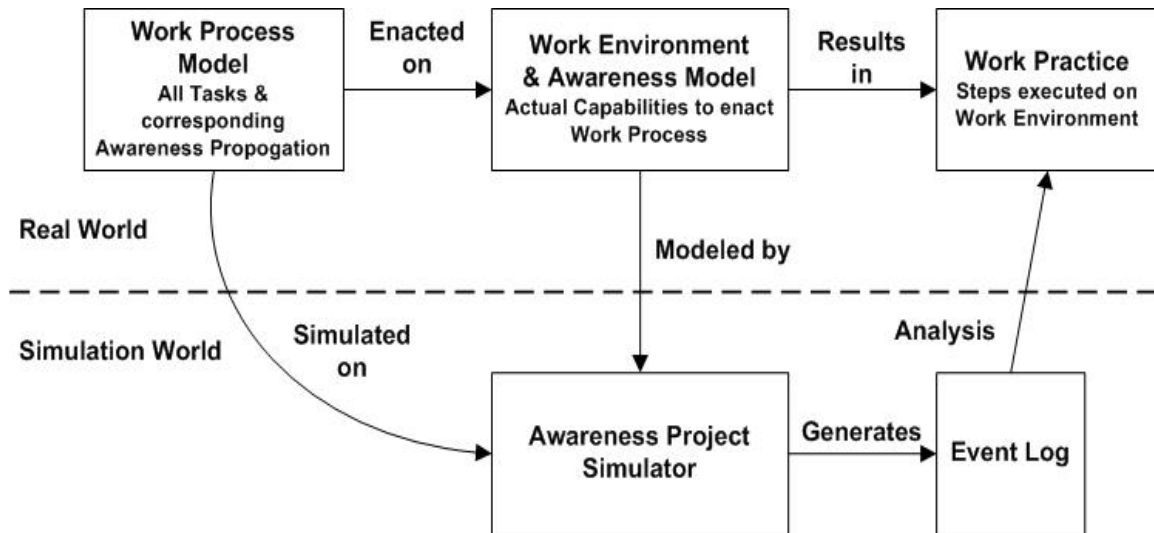 Work Process
Model
All Tasks &
corresponding
Awareness Propogation
Enacted
on
Work Environment
& Awareness Model
Actual Capabilities to enact
Work Process
Results
in
Work Practice
Steps executed on
Work Environment
Real World
Modeled by
Simulation World
Simulated
on
Analysis
Awareness Project
Simulator
Generates
Event Log